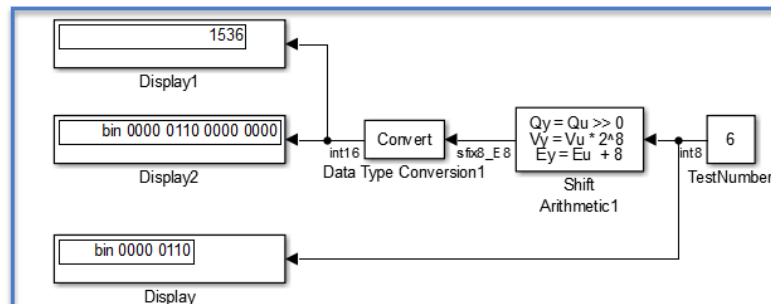 1536
Display1
bin 0000 0110 0000 0000
Display2
bin 0000 0110
Display
Convert
int16
Data Type Conversion1
sfix8_E8
Qy = Qu >> 0
Vy = Vu * 2^8
Ey = Eu + 8
Shift
Arithmetic1
int8
6
TestNumber